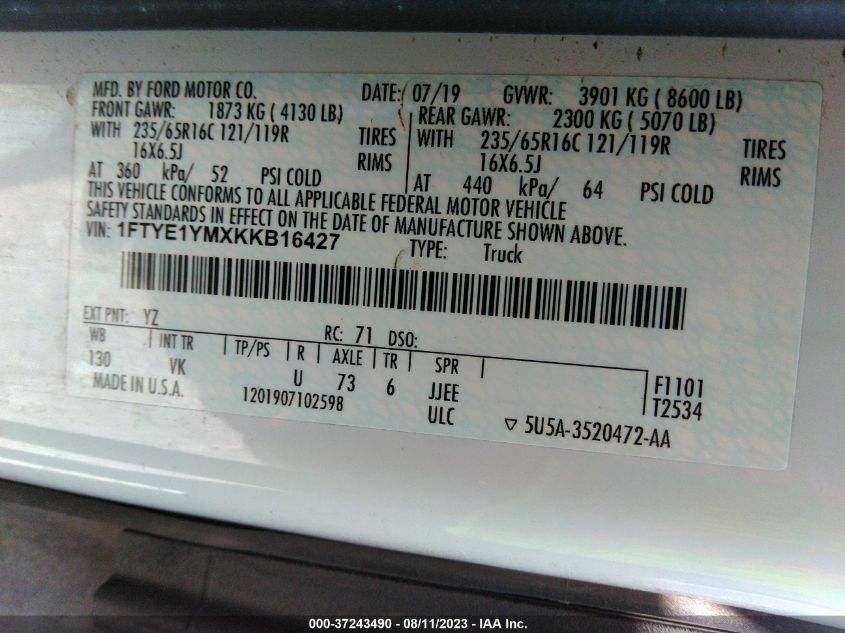 MFD. BY FORD MOTOR CO. DATE: 07/19 GVWR: 3901 KG ( 8600 LB)
FRONT GAWR: 1873 KG ( 4130 LB) REAR GAWR: 2300 KG ( 5070 LB)
WITH 235/65R16C 121/119R TIRES WITH 235/65R16C 121/119R TIRES
16X6.5J RIMS 16X6.5J RIMS
AT 360 kPa/ 52 PSI COLD AT 440 kPa/ 64 PSI COLD
THIS VEHICLE CONFORMS TO ALL APPLICABLE FEDERAL MOTOR VEHICLE
SAFETY STANDARDS IN EFFECT ON THE DATE OF MANUFACTURE SHOWN ABOVE.
VIN: 1FTYE1YMXKKB16427 TYPE: Truck
EXT PNT: YZ RC: 71 DSO:
WB INT TR TP/PS R AXLE TR SPR
130 VK U 73 6 JJEE F1101
MADE IN U.S.A. 1201907102598 ULC T2534
5U5A-3520472-AA
000-37243490 - 08/11/2023 - IAA Inc.